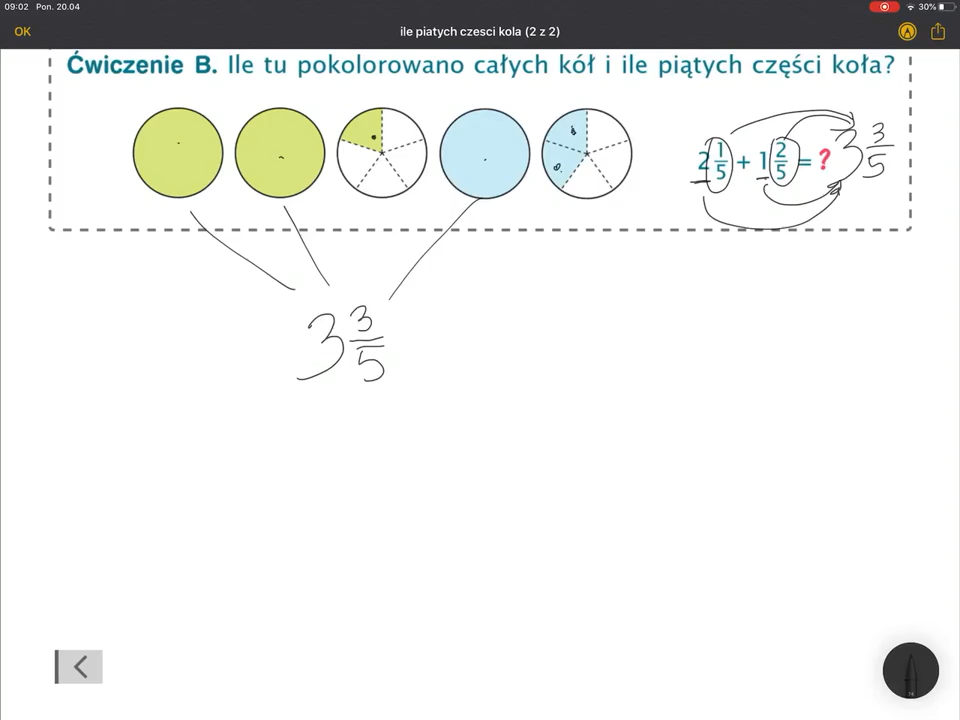 09:02 Pon. 20.04
30%
OK
ile piatych czesci kola (2 z 2)
Ćwiczenie B. Ile tu pokolorowano całych kół i ile piątych części koła?
2 1/5 + 1 2/5 = ? 3 3/5
3 3/5